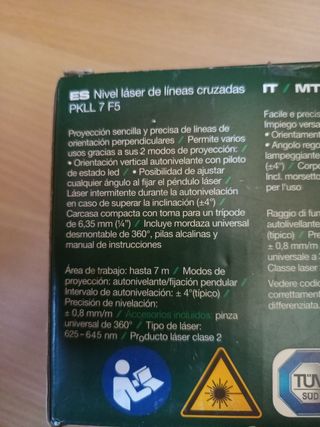 ES Nivel láser de líneas cruzadas
PKLL 7 F5
Proyección sencilla y precisa de líneas de
orientación perpendiculares / Permite varios
usos gracias a sus 2 modos de proyección: /
• Orientación vertical autonivelante con piloto
de estado led / • Posibilidad de ajustar
cualquier ángulo al fijar el péndulo láser /
Láser intermitente durante la autonivelación
en caso de superar la inclinación (±4°) /
Carcasa compacta con toma para un trípode
de 6,35 mm (¼") / Incluye mordaza universal
desmontable de 360°, pilas alcalinas y
manual de instrucciones
Área de trabajo: hasta 7 m / Modos de
proyección: autonivelante/fijación pendular /
Intervalo de autonivelación: ± 4°(típico) /
Precisión de nivelación:
± 0,8 mm/m / Accesorios incluidos: pinza
universal de 360° / Tipo de láser:
625-645 nm / Producto láser clase 2
IT / MT
Facile e precisa
Impiego versa
• Orientament
• Angolo rego
lampeggiante
(±4°) / Corpo
Incl. morsetto
per l'uso
Raggio di fun
autolivellante
(tipico) / Pre
± 0,8 mm/m
universale a 3
Classe laser
Vedere codic
correttament
differenziata.
TÜV
SÜD